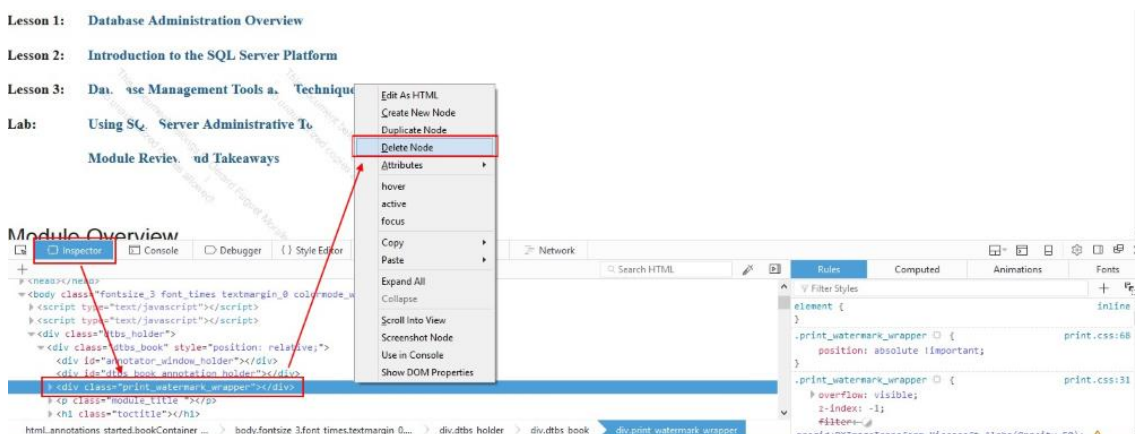 Lesson 1: Database Administration Overview
Lesson 2: Introduction to the SQL Server Platform
Lesson 3: Management Tools Technique
Lab: Using Server Administrative
Module Takeaways
Module Overview
Edit As HTML
Create New Node
Duplicate Node
Delete Node
Attributes
hover
active
focus
Copy
Paste
Expand All
Collapse
Scroll Into View
Screenshot Node
Use in Console
Show DOM Properties
Inspector Console Debugger {} Style Editor Network
+ Search HTML
<head></head>
<body class="fontsize_3 font_times textmargin_0
<script type="text/javascript"></script>
<script type="text/javascript"></script>
<div class="dtbs_holder">
<div class="dtbs_book" style="position: relative;">
<div id="annotator_window_holder"></div>
<div id="dtbs_book_annotation_holder"></div>
<div class="print_watermark_wrapper"></div>
<p class="module_title "></p>
<h1 class="toctitle"></h1>
html.annotations_started.bookContainer ... body.fontsize_3.font_times.textmargin_0.... div.dtbs_holder div.dtbs_book div.print_watermark_wrapper
Rules Computed Animations Fonts
Filter Styles +
element { inline
}
.print_watermark_wrapper { print.css:68
position: absolute !important;
}
.print_watermark_wrapper { print.css:31
overflow: visible;
z-index: -1;
filter: